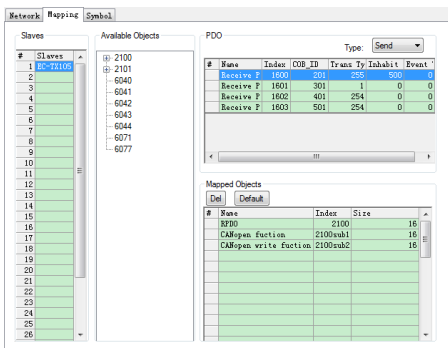 Network Mapping Symbol
Slaves
# Slaves
1 EC-TX105
2
3
4
5
6
7
8
9
10
11
12
13
14
15
16
17
18
19
20
21
22
23
24
25
26
Available Objects
2100
2101
6040
6041
6042
6043
6044
6071
6077
PDO
Type: Send
# Name Index COB_ID Trans Ty Inhabit Event
Receive P 1600 201 255 500 0
Receive P 1601 301 1 0 0
Receive P 1602 401 254 0 0
Receive P 1603 501 254 0 0
Mapped Objects
Del Default
# Name Index Size
RPDO 2100 16
CANopen fuction 2100sub1 16
CANopen write fuction 2100sub2 16